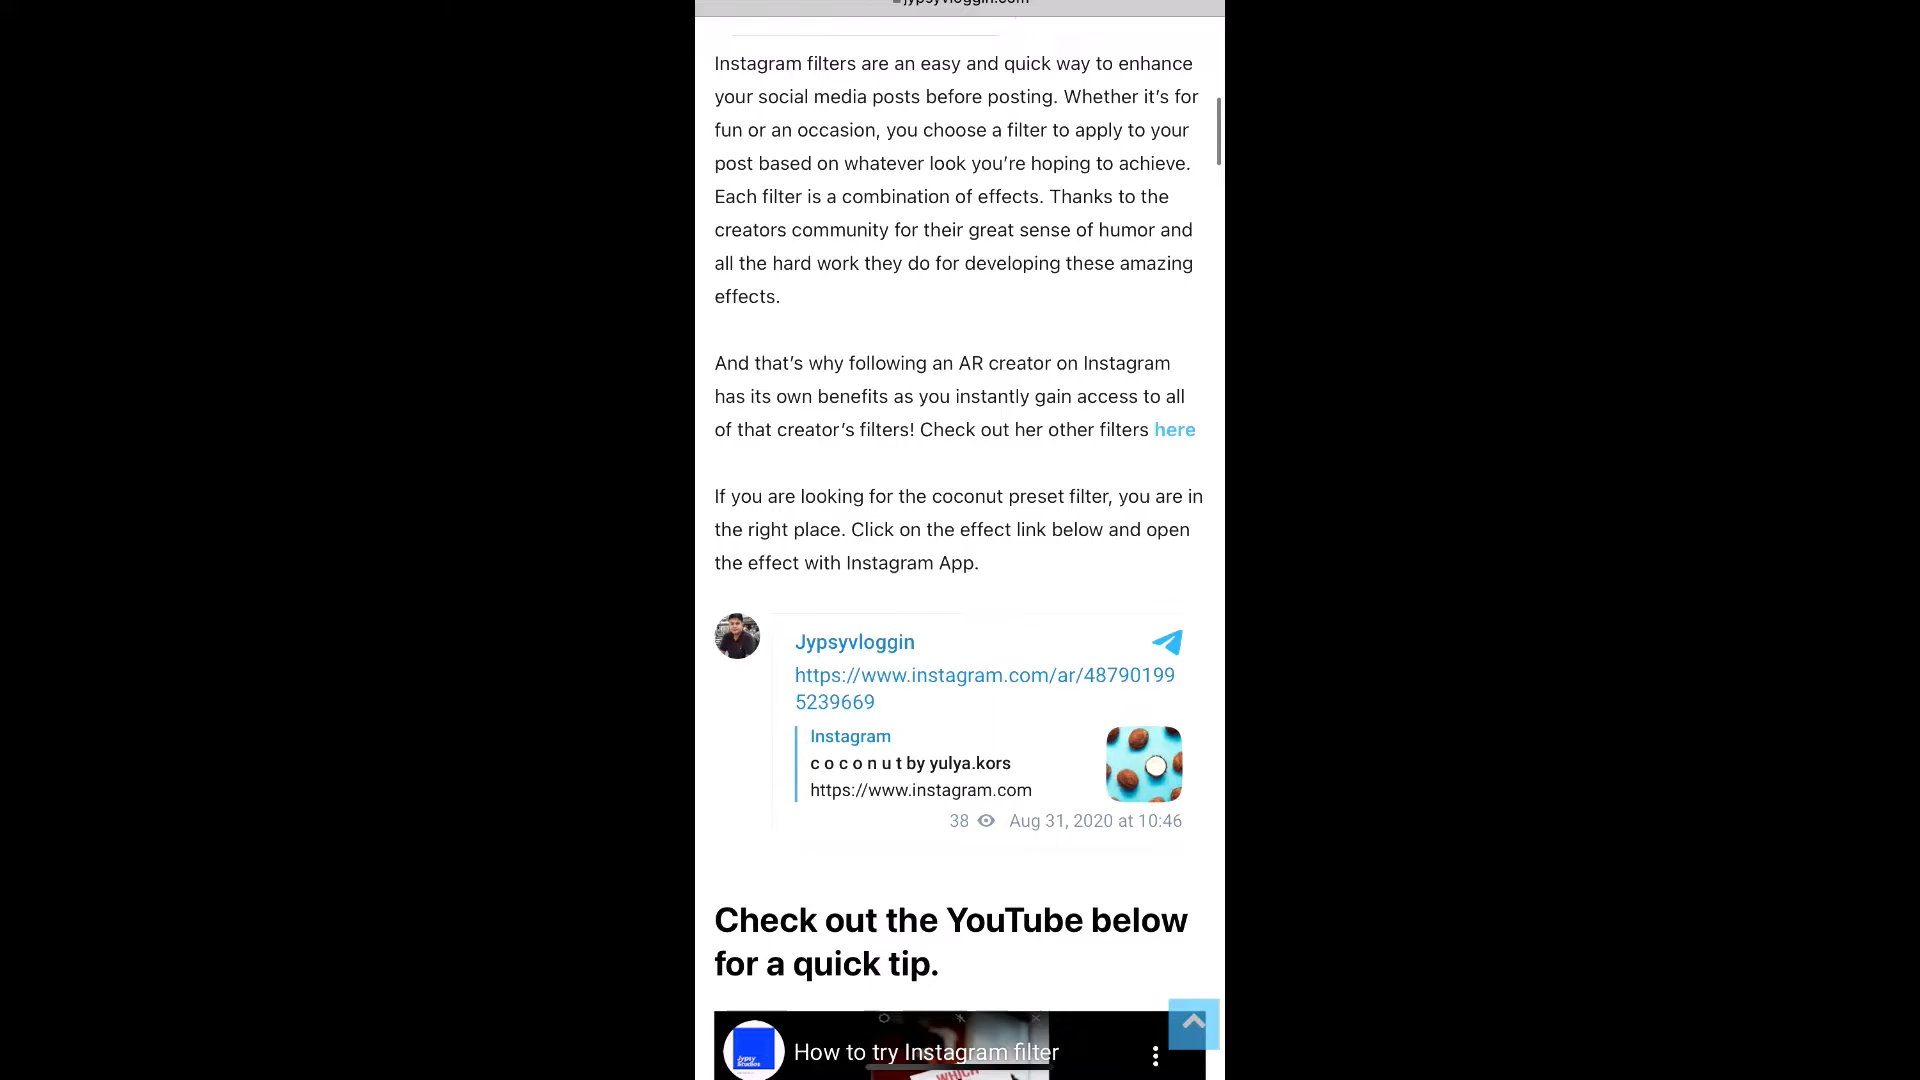 jypsyvloggin.com
Instagram filters are an easy and quick way to enhance
your social media posts before posting. Whether it’s for
fun or an occasion, you choose a filter to apply to your
post based on whatever look you’re hoping to achieve.
Each filter is a combination of effects. Thanks to the
creators community for their great sense of humor and
all the hard work they do for developing these amazing
effects.
And that’s why following an AR creator on Instagram
has its own benefits as you instantly gain access to all
of that creator’s filters! Check out her other filters here
If you are looking for the coconut preset filter, you are in
the right place. Click on the effect link below and open
the effect with Instagram App.
Jypsyvloggin
https://www.instagram.com/ar/48790199
5239669
Instagram
c o c o n u t by yulya.kors
https://www.instagram.com
38 Aug 31, 2020 at 10:46
Check out the YouTube below
for a quick tip.
Jypsy
Studios
How to try Instagram filter
WHICH